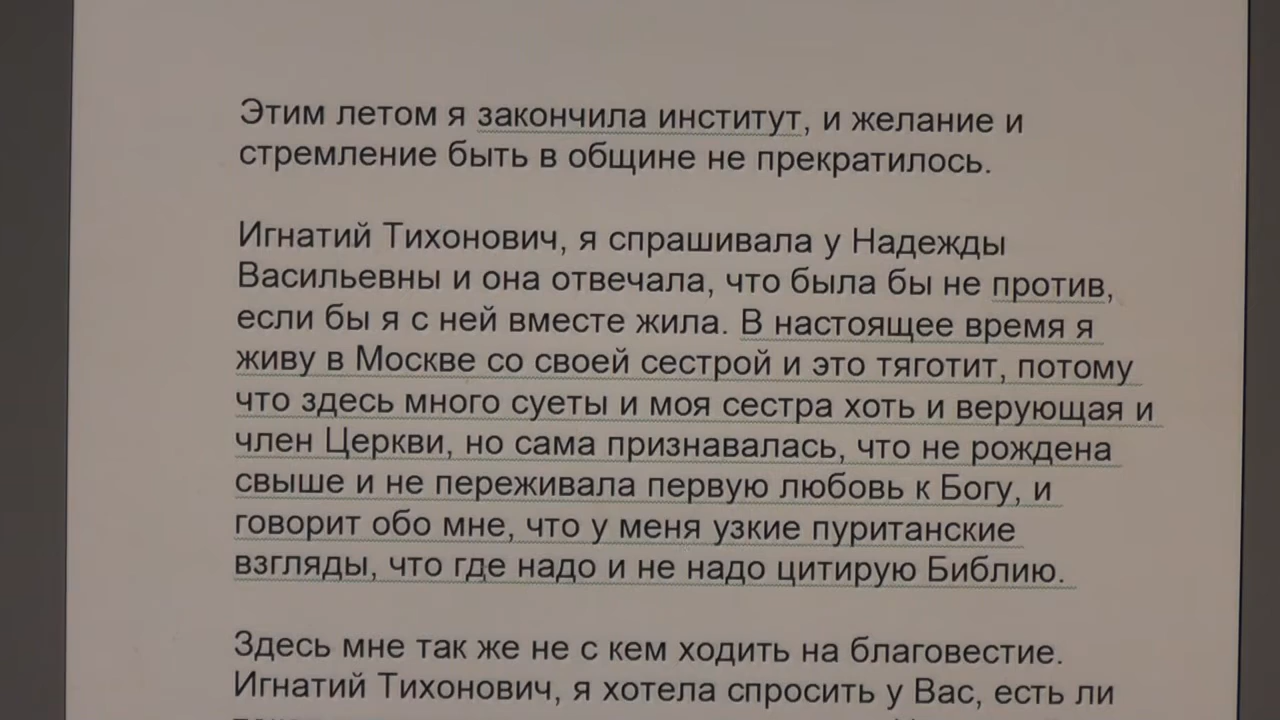 Этим летом я закончила институт, и желание и
стремление быть в общине не прекратилось.
Игнатий Тихонович, я спрашивала у Надежды
Васильевны и она отвечала, что была бы не против,
если бы я с ней вместе жила. В настоящее время я
живу в Москве со своей сестрой и это тяготит, потому
что здесь много суеты и моя сестра хоть и верующая и
член Церкви, но сама признавалась, что не рождена
свыше и не переживала первую любовь к Богу, и
говорит обо мне, что у меня узкие пуританские
взгляды, что где надо и не надо цитирую Библию.
Здесь мне так же не с кем ходить на благовестие.
Игнатий Тихонович, я хотела спросить у Вас, есть ли